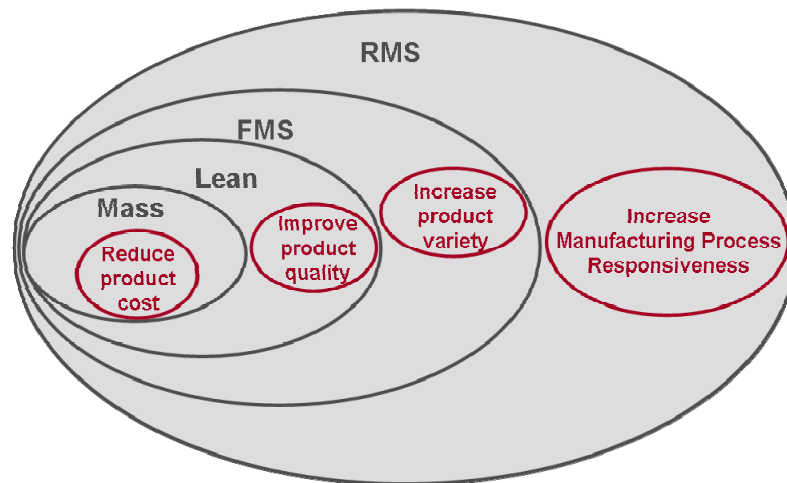 RMS
FMS
Lean
Mass
Reduce
product
cost
Improve
product
quality
Increase
product
variety
Increase
Manufacturing Process
Responsiveness